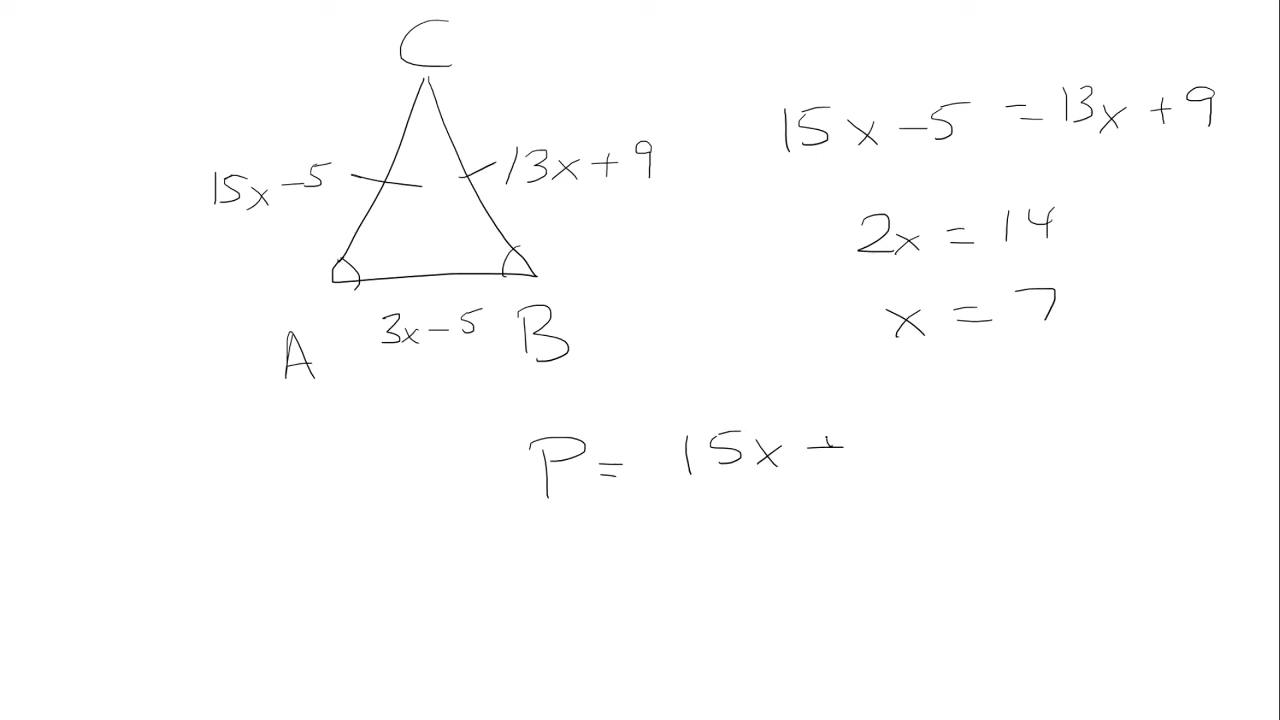 C
15x - 5
13x + 9
15x - 5 = 13x + 9
2x = 14
x = 7
A
3x - 5
B
P = 15x +